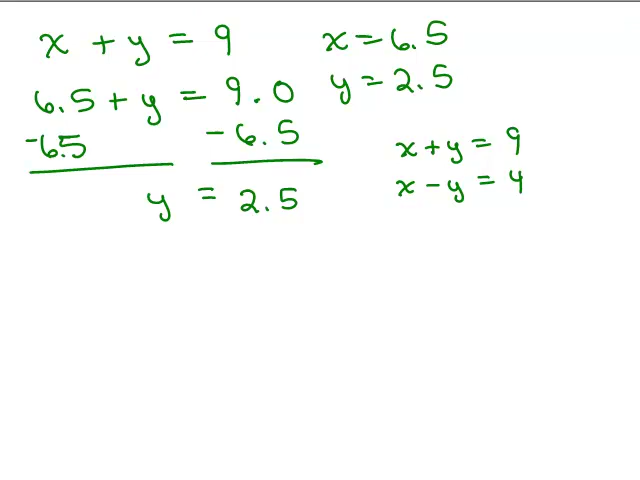 x + y = 9
6.5 + y = 9.0
-6.5 - 6.5
y = 2.5
x = 6.5
y = 2.5
x + y = 9
x - y = 4